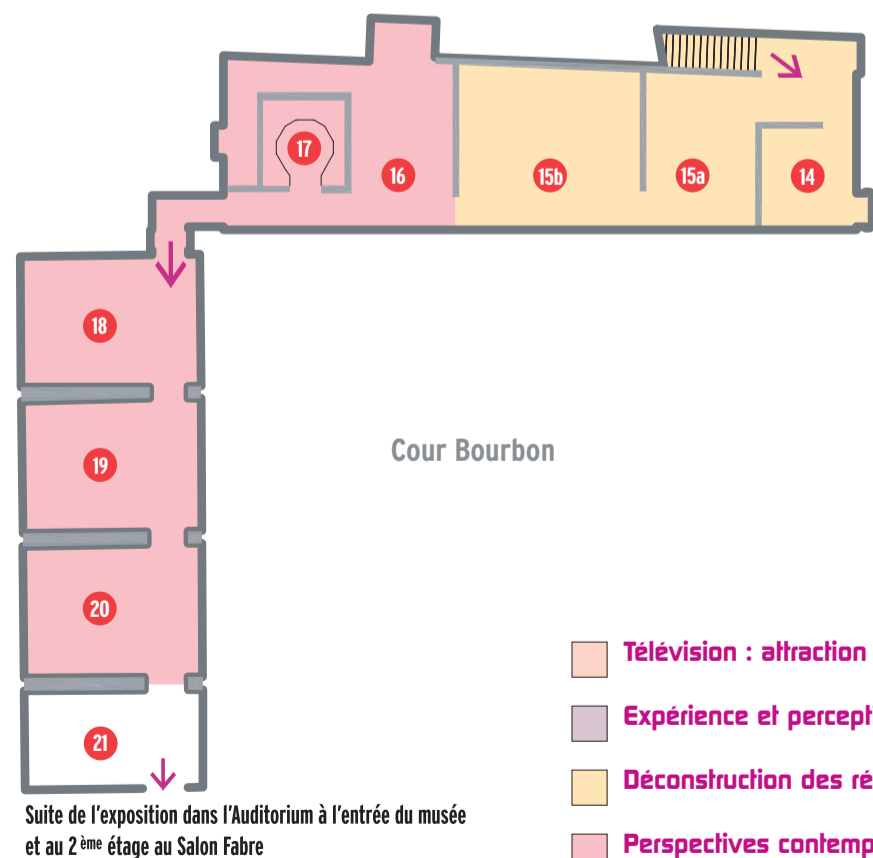 17
16
15b
15a
14
18
19
Cour Bourbon
20
21
Télévision : attraction
Expérience et percept
Déconstruction des ré
Perspectives contemp
Suite de l'exposition dans l'Auditorium à l'entrée du musée
et au 2 ème étage au Salon Fabre